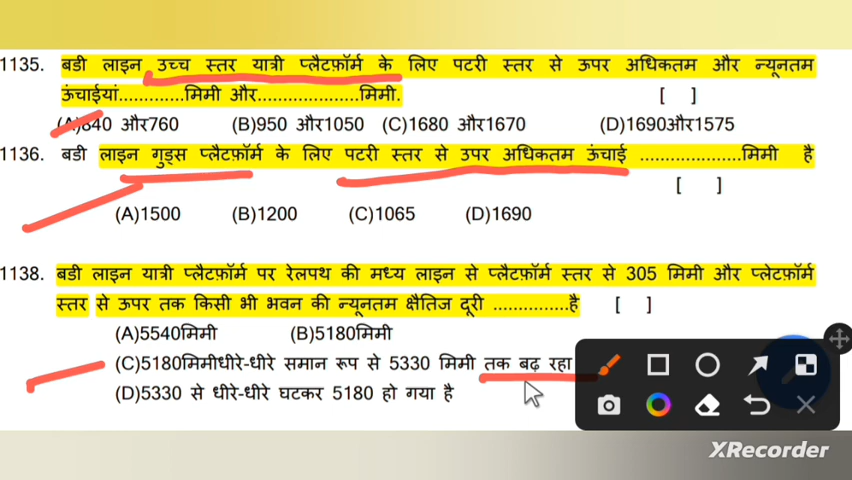 1135. बडी लाइन उच्च स्तर यात्री प्लैटफ़ॉर्म के लिए पटरी स्तर से ऊपर अधिकतम और न्यूनतम
ऊंचाईयां.............मिमी और....................मिमी. [ ]
(A)840 और760 (B)950 और1050 (C)1680 और1670 (D)1690और1575
1136. बडी लाइन गुड्स प्लैटफ़ॉर्म के लिए पटरी स्तर से उपर अधिकतम ऊंचाई .....................मिमी है
[ ]
(A)1500 (B)1200 (C)1065 (D)1690
1138. बडी लाइन यात्री प्लैटफ़ॉर्म पर रेलपथ की मध्य लाइन से प्लैटफ़ॉर्म स्तर से 305 मिमी और प्लेटफ़ॉर्म
स्तर से ऊपर तक किसी भी भवन की न्यूनतम क्षैतिज दूरी ...............है [ ]
(A)5540मिमी (B)5180मिमी
(C)5180मिमीधीरे-धीरे समान रूप से 5330 मिमी तक बढ़ रहा
(D)5330 से धीरे-धीरे घटकर 5180 हो गया है
XRecorder